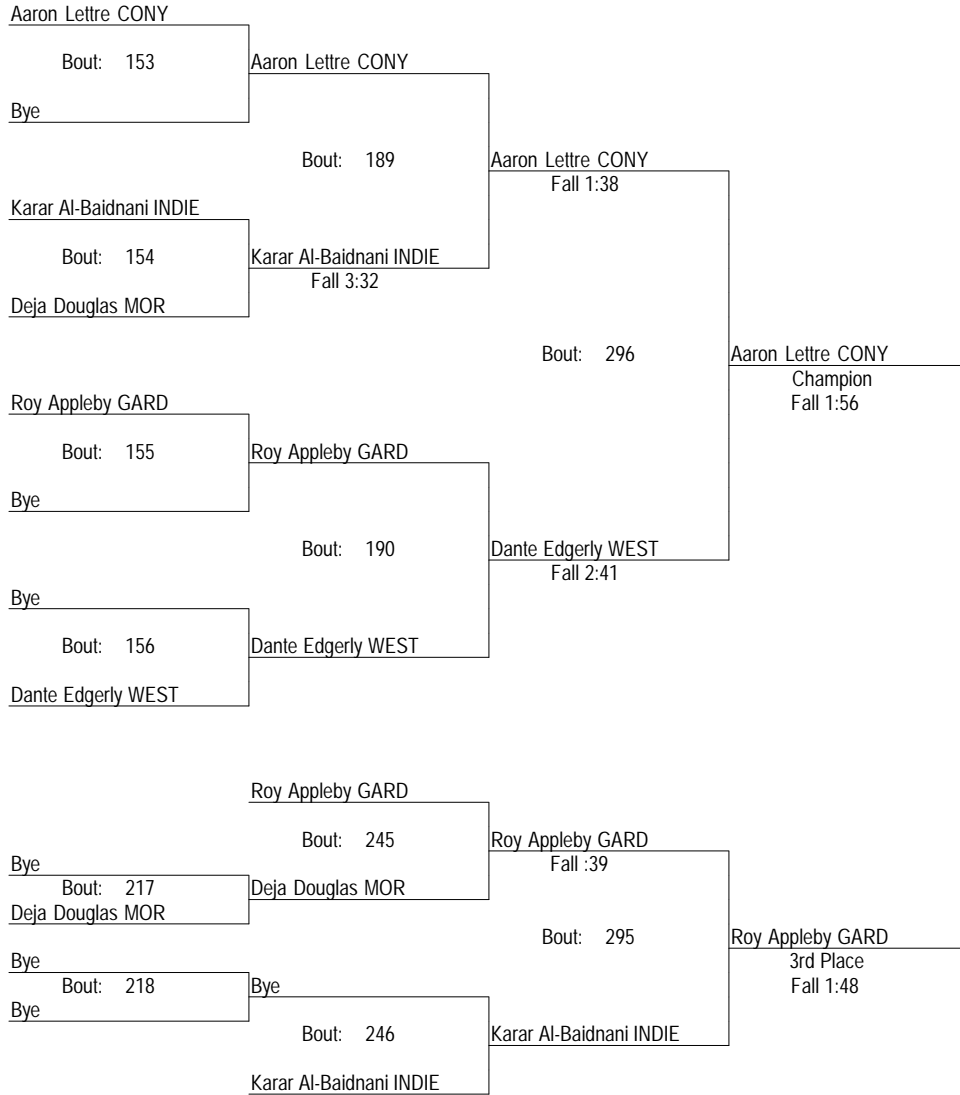 Aaron Lettre CONY
Bout: 153
Aaron Lettre CONY
Bye
Bout: 189
Aaron Lettre CONY
Fall 1:38
Karar Al-Baidnani INDIE
Bout: 154
Karar Al-Baidnani INDIE
Fall 3:32
Deja Douglas MOR
Bout: 296
Aaron Lettre CONY
Champion
Fall 1:56
Roy Appleby GARD
Bout: 155
Roy Appleby GARD
Bye
Bout: 190
Dante Edgerly WEST
Fall 2:41
Bye
Bout: 156
Dante Edgerly WEST
Dante Edgerly WEST
Roy Appleby GARD
Bout: 245
Roy Appleby GARD
Fall :39
Bye
Bout: 217
Deja Douglas MOR
Deja Douglas MOR
Bout: 295
Roy Appleby GARD
3rd Place
Fall 1:48
Bye
Bout: 218
Bye
Bye
Bout: 246
Karar Al-Baidnani INDIE
Karar Al-Baidnani INDIE